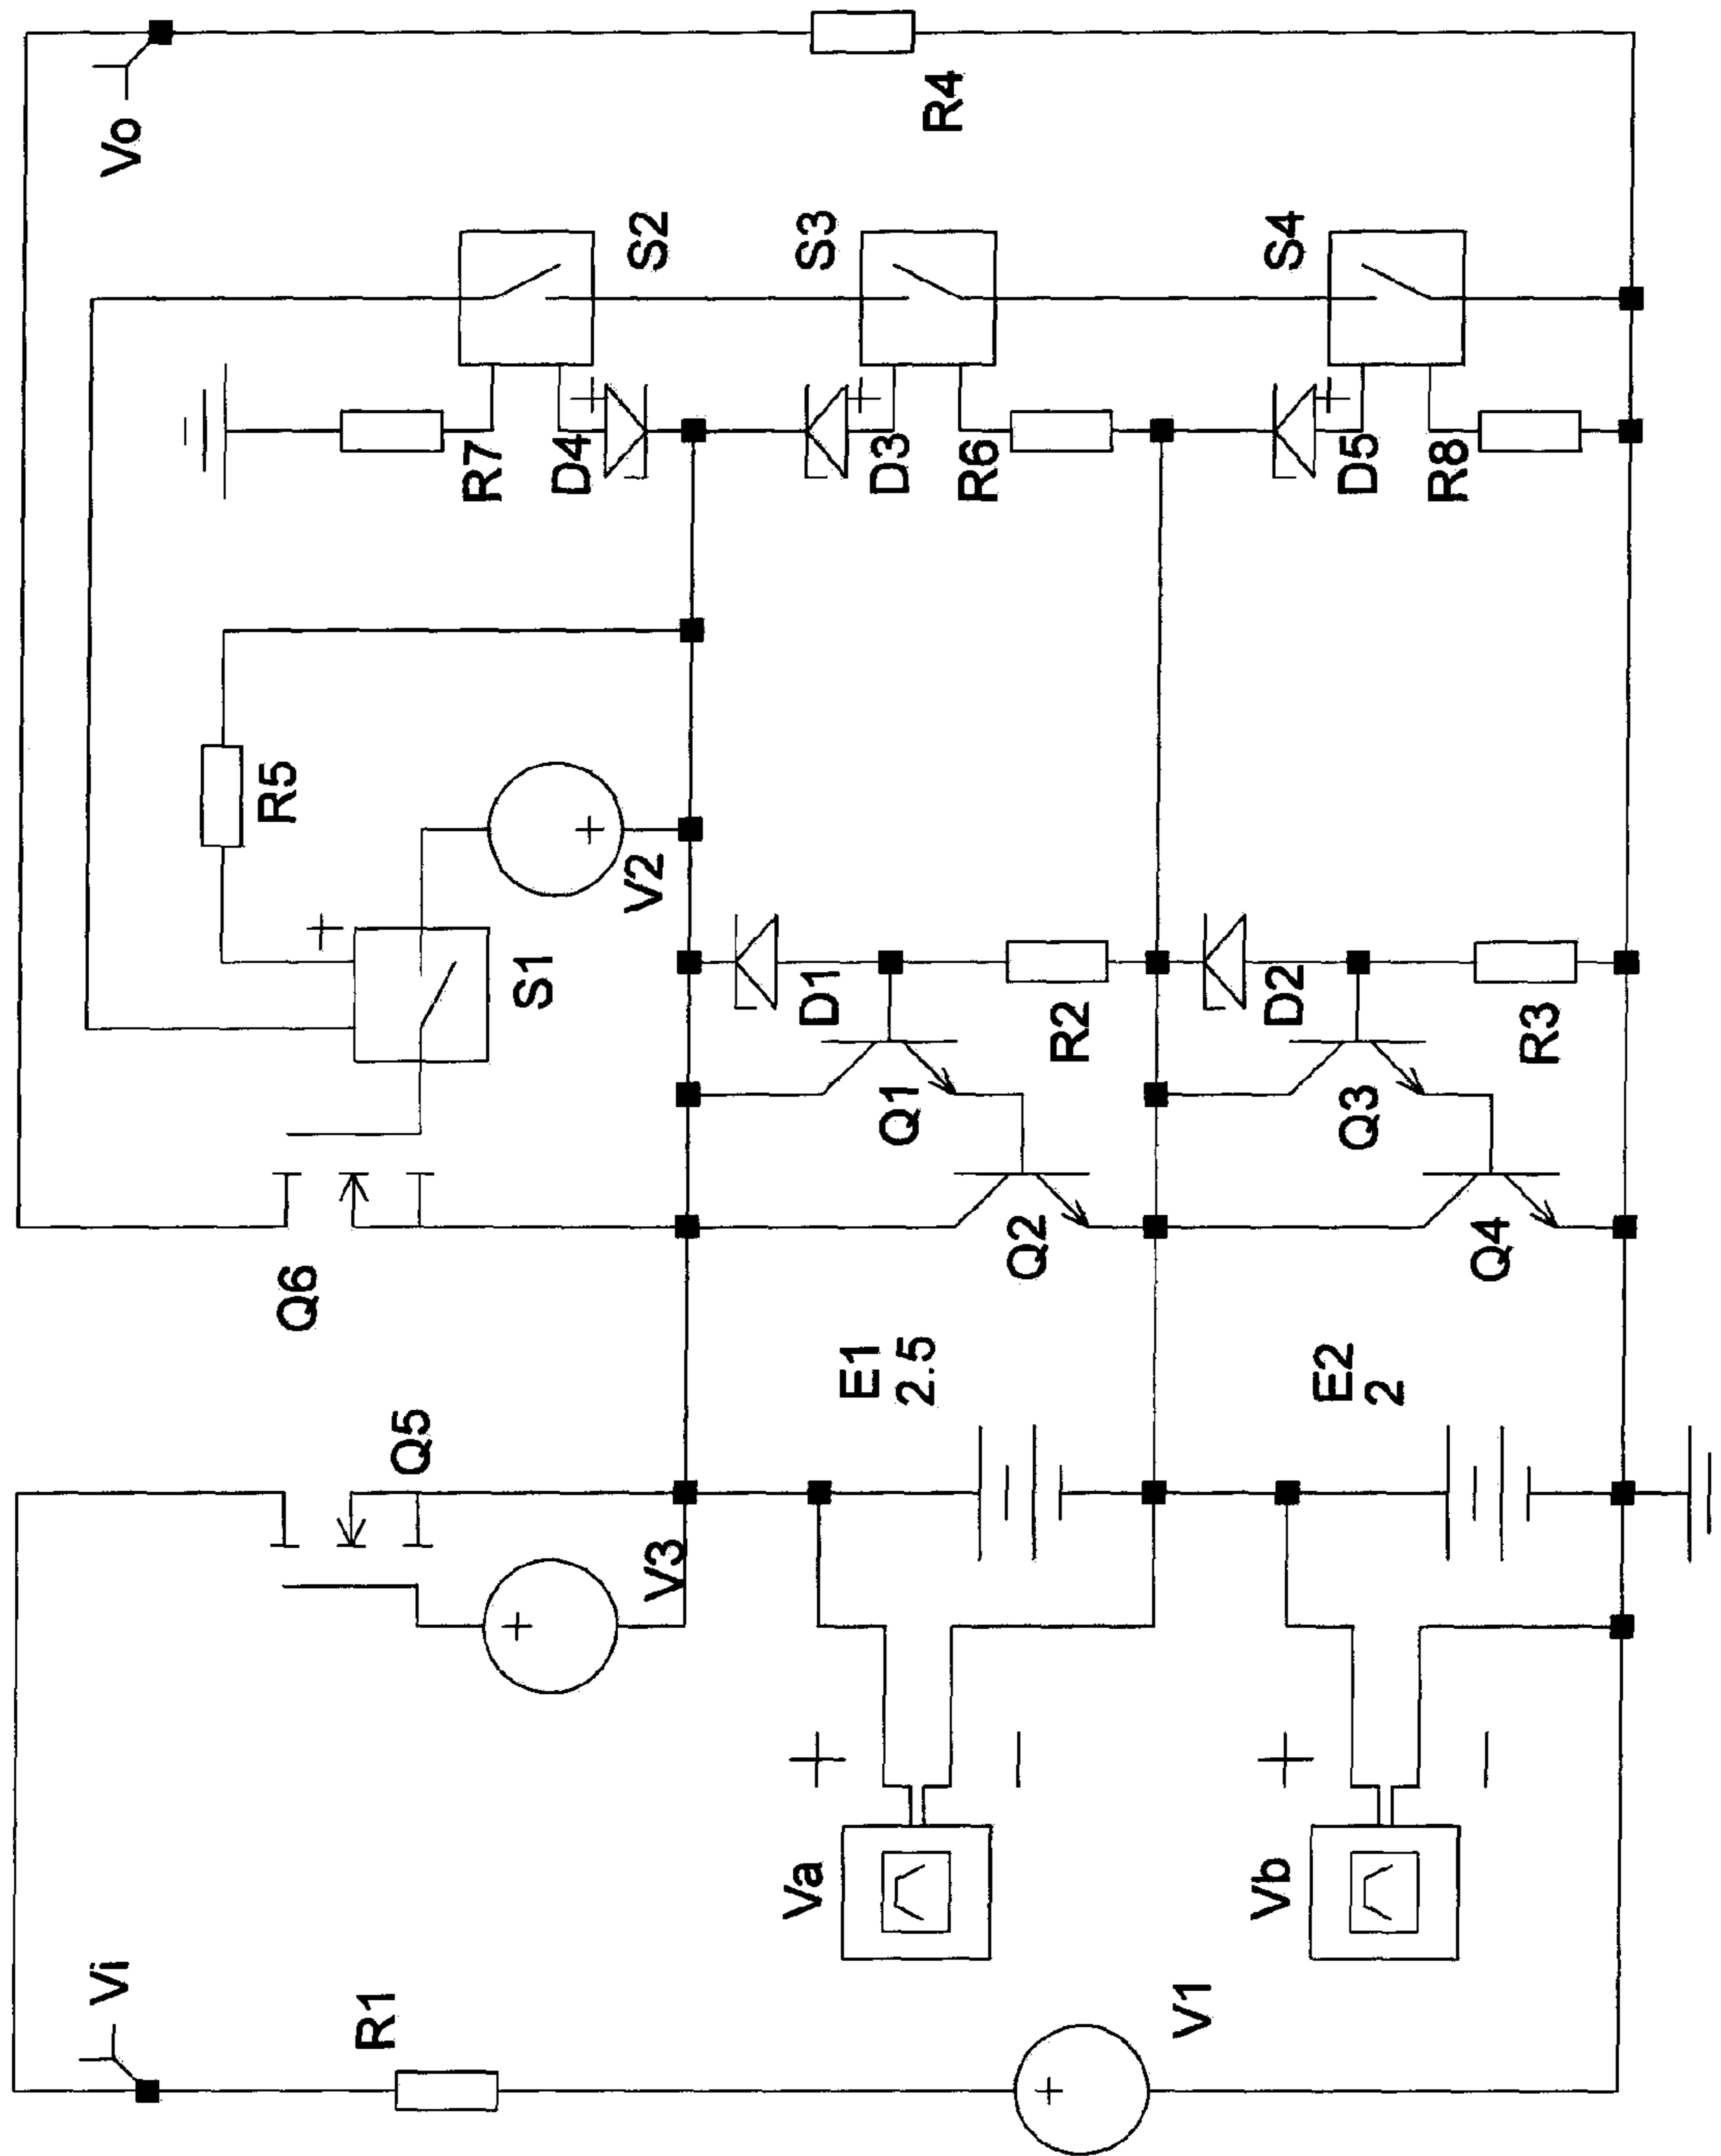 Vi
Vo
Q6
R5
R1
Q5
R7
S1
D4
V3
V2
S2
Va
D1
S3
E1
2.5
Q1
D3
R4
R6
Q2
R2
V1
Vb
D2
S4
E2
2
Q3
D5
R8
Q4
R3